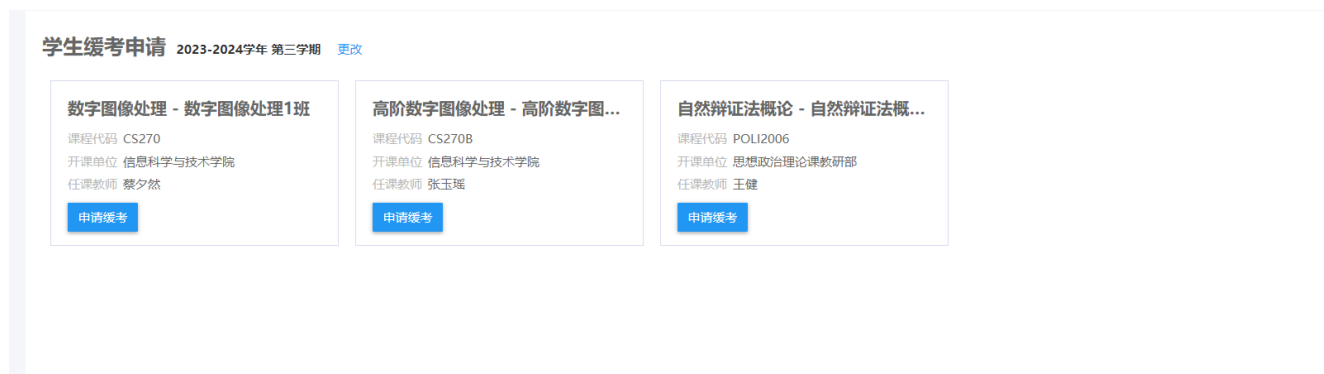 学生缓考申请 2023-2024学年 第三学期 更改
数字图像处理 - 数字图像处理1班
课程代码 CS270
开课单位 信息科学与技术学院
任课教师 蔡夕然
申请缓考
高阶数字图像处理 - 高阶数字图...
课程代码 CS270B
开课单位 信息科学与技术学院
任课教师 张玉瑶
申请缓考
自然辩证法概论 - 自然辩证法概...
课程代码 POLI2006
开课单位 思想政治理论课教研部
任课教师 王健
申请缓考